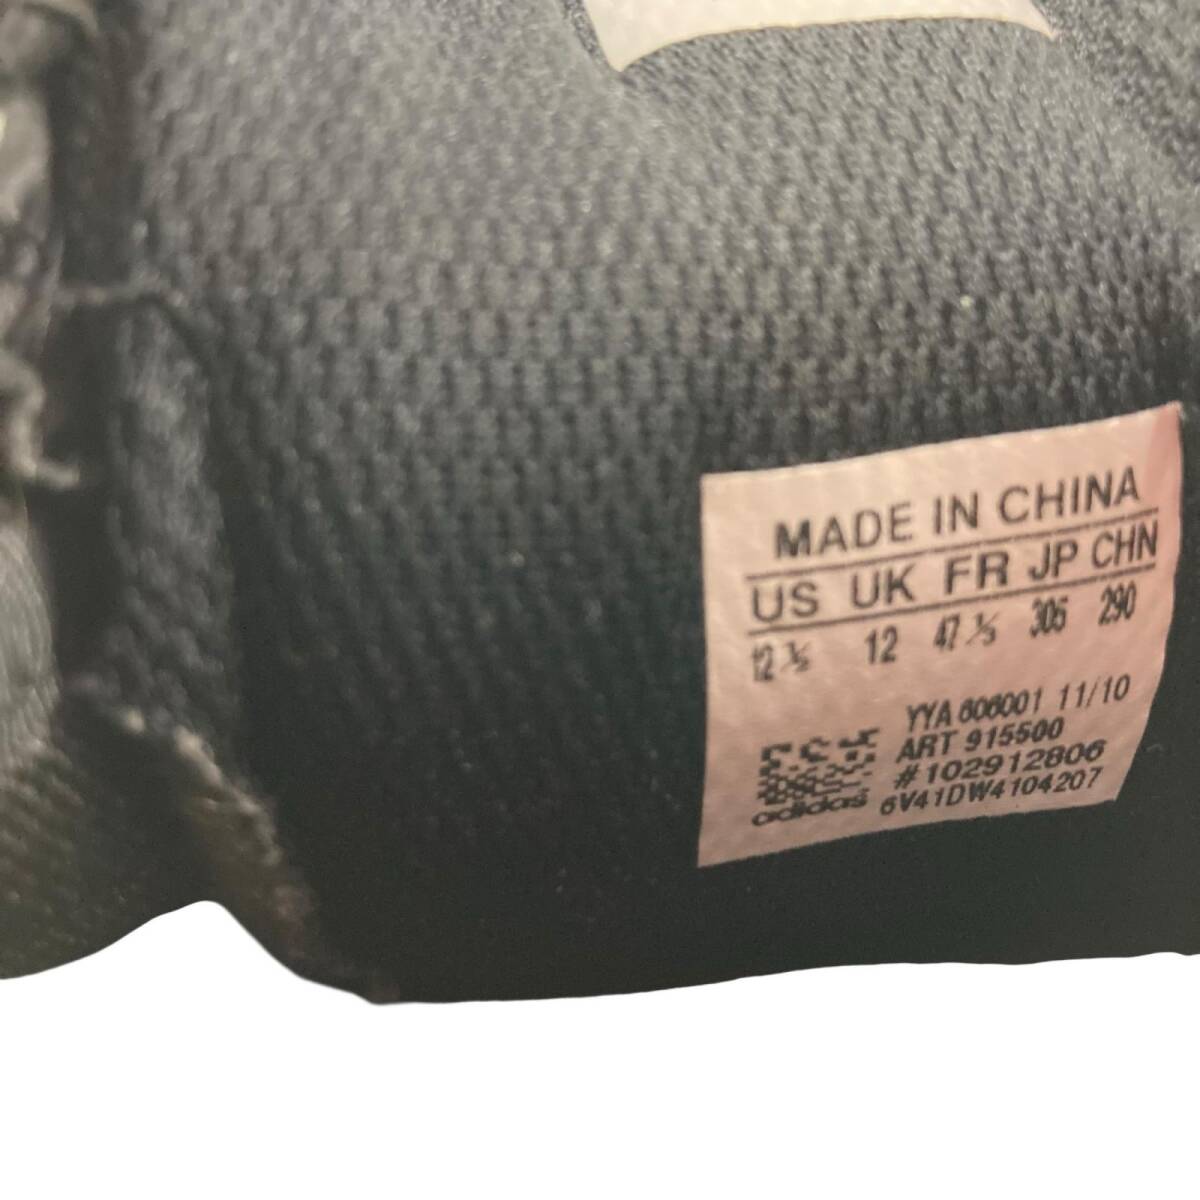 MADE IN CHINA
US UK FR JP CHN
12 ½ 12 47 ⅓ 305 290
YYA 606001 11/10
ART 915500
#102912806
adidas 6V41DW4104207